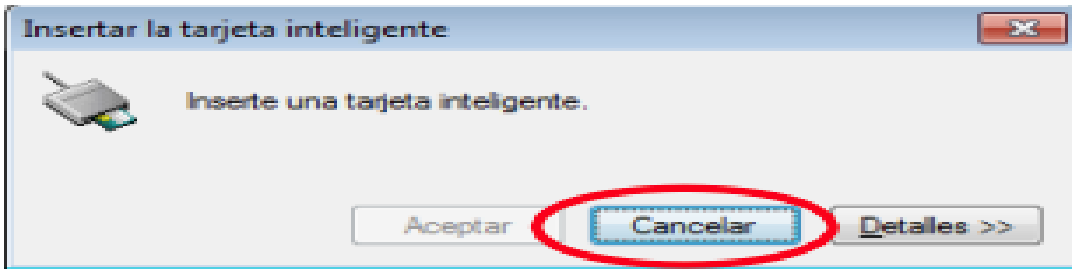 Insertar la tarjeta inteligente
Inserte una tarjeta inteligente.
Aceptar Cancelar Detalles >>